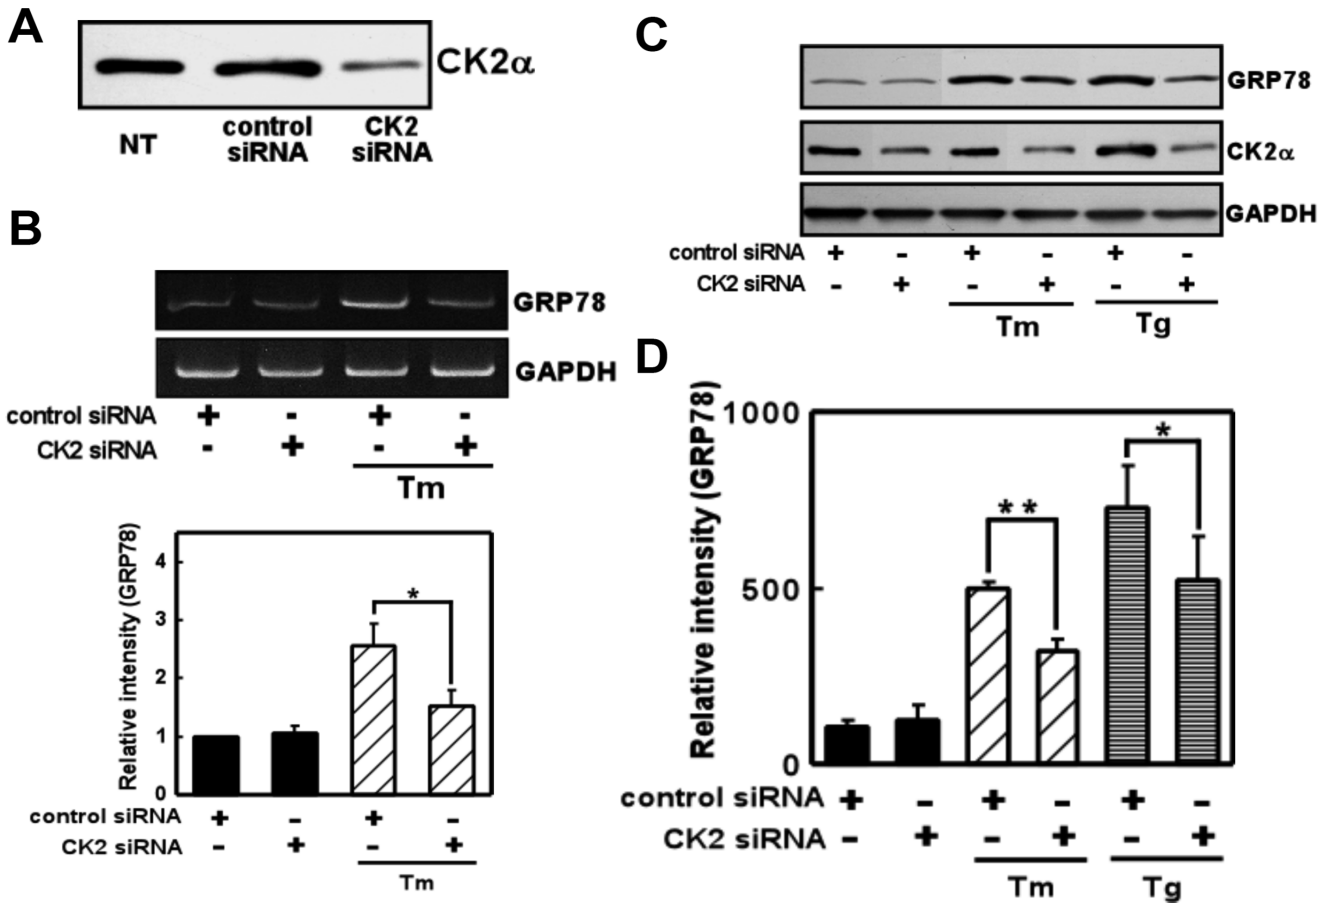 A
CK2α
NT
control
siRNA
CK2
siRNA
B
GRP78
GAPDH
control siRNA + - + -
CK2 siRNA - + - +
Tm
Relative intensity (GRP78)
4
3
2
1
0
*
control siRNA + - + -
CK2 siRNA - + - +
Tm
C
GRP78
CK2α
GAPDH
control siRNA + - + - + -
CK2 siRNA - + - + - +
Tm Tg
D
Relative intensity (GRP78)
1000
500
0
**
*
control siRNA + - + - + -
CK2 siRNA - + - + - +
Tm Tg